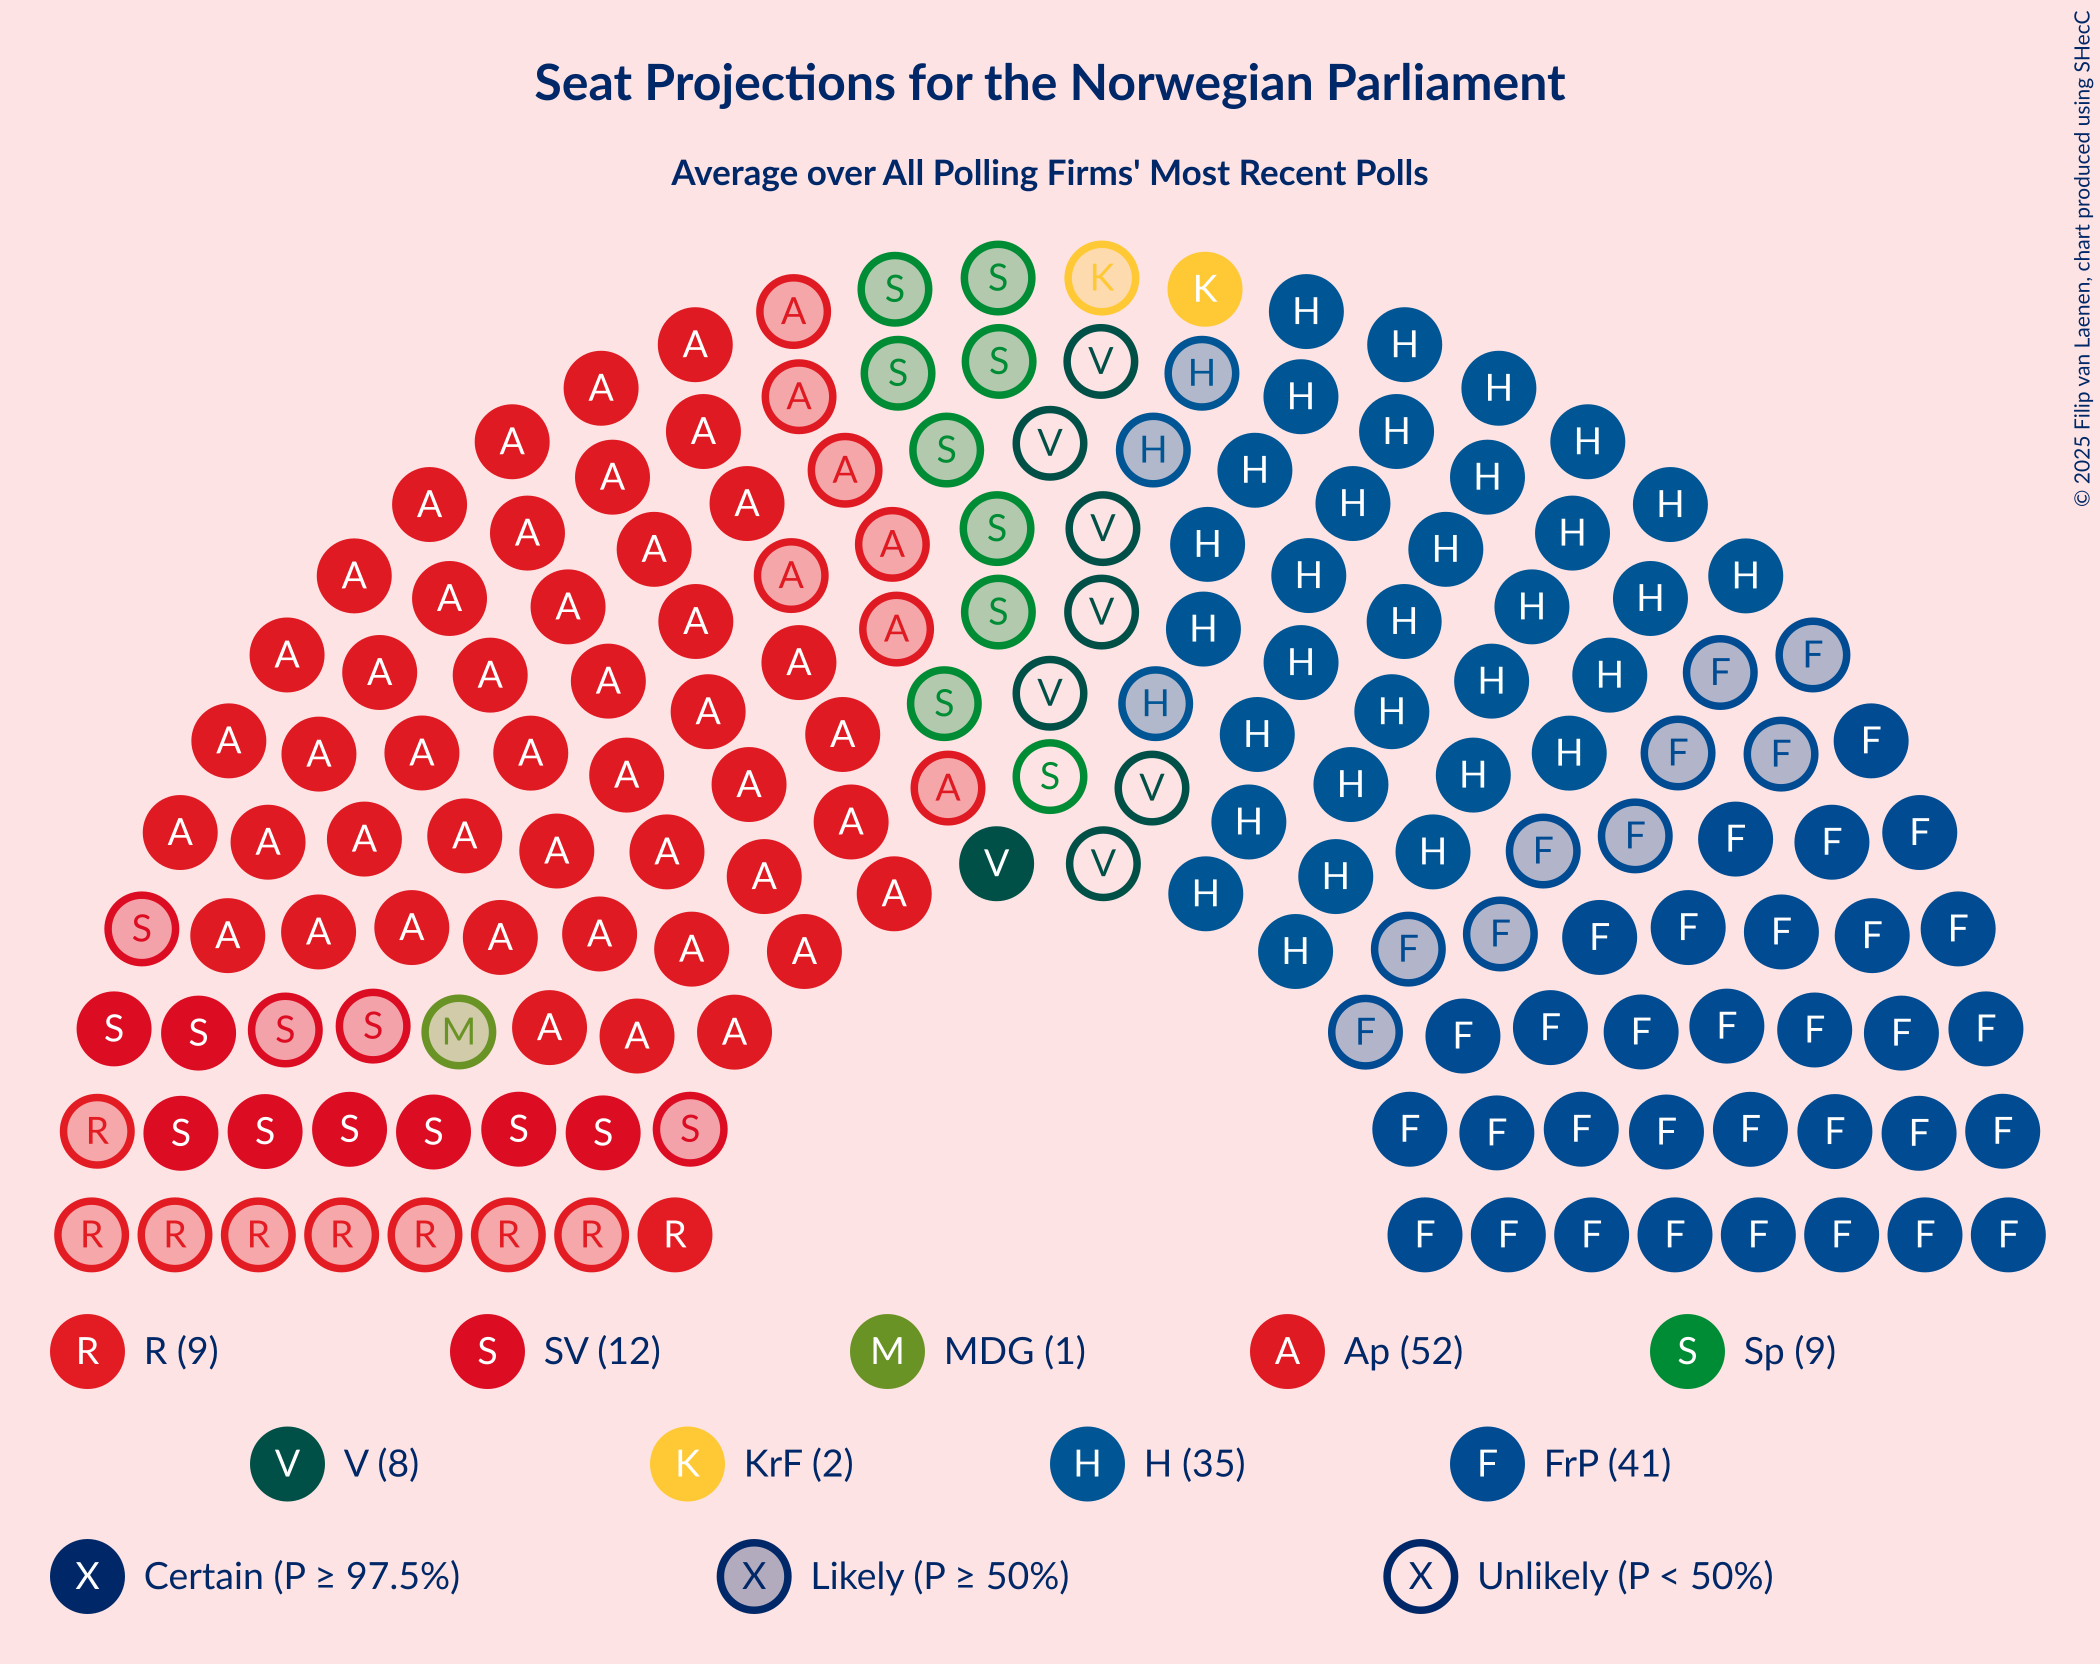 Seat Projections for the Norwegian Parliament
Average over All Polling Firms' Most Recent Polls
© 2025 Filip van Laenen, chart produced using SHecC
S S K K
A H
A H
S S V H
A A H H
A A H H
S V H
A A H H
A A A H H H
A A H H
S V
A A H H
A A A H H H
S V
A A H H
A A A H H H
A F
S V H
A A A H H F
A A H H
A A H F
A A A A H H F F
S
A V
A A H H
A A A F F F
A A A H F F
V V
A A H H
A A H F
S A A A A A A F F F F F F
A H
S S S S M A A A F F F F F F F F
R S S S S S S S F F F F F F F F
R R R R R R R R F F F F F F F F
R R (9) S SV (12) M MDG (1) A Ap (52) S Sp (9)
V V (8) K KrF (2) H H (35) F FrP (41)
X Certain (P ≥ 97.5%) X Likely (P ≥ 50%) X Unlikely (P < 50%)